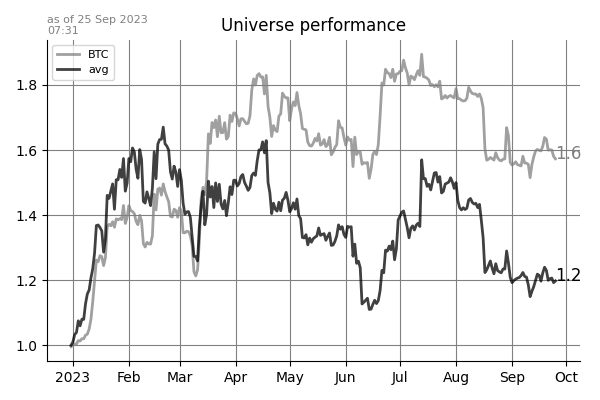 as of 25 Sep 2023
07:31
Universe performance
BTC
avg
1.8
1.6
1.4
1.2
1.0
1.6
1.2
2023 Feb Mar Apr May Jun Jul Aug Sep Oct